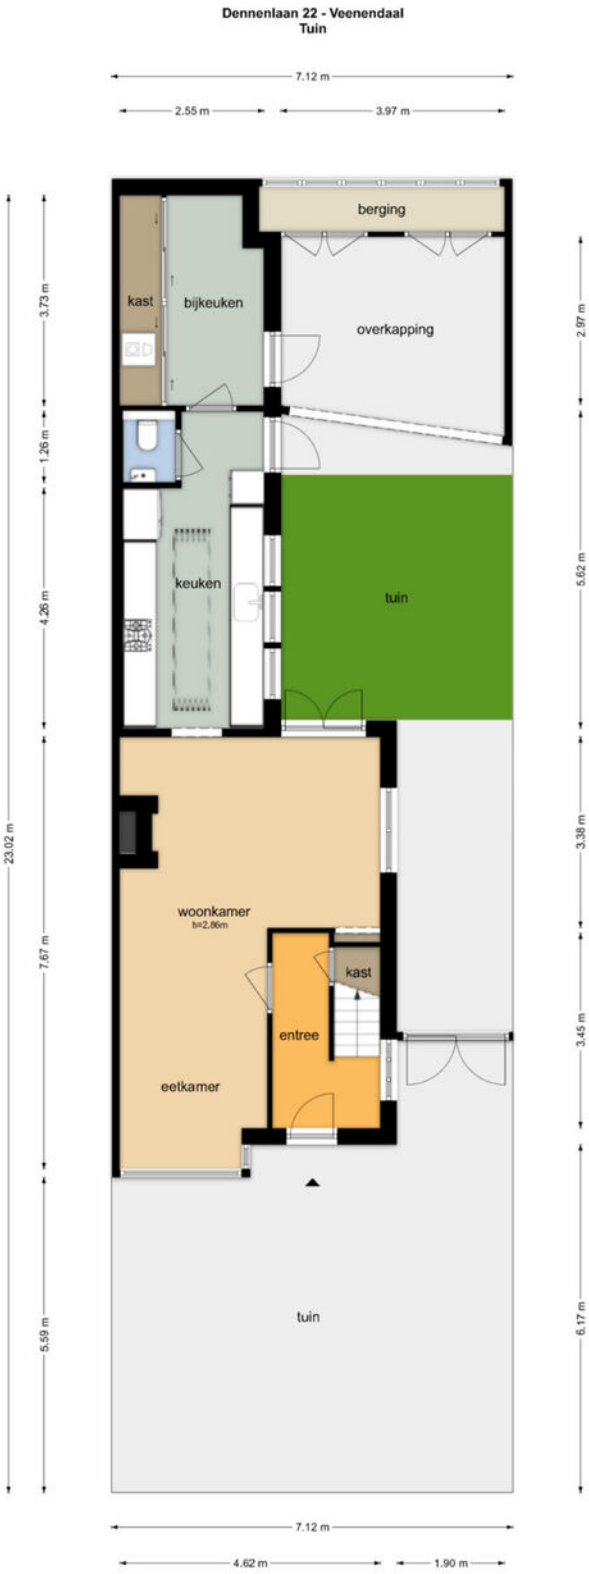 Dennenlaan 22 - Veenendaal
Tuin
7.12 m
2.55 m
3.97 m
berging
kast
bijkeuken
overkapping
3.73 m
2.97 m
1.26 m
keuken
tuin
4.26 m
5.62 m
23.02 m
woonkamer
h=2.86m
3.38 m
7.67 m
kast
entree
3.45 m
eetkamer
tuin
5.59 m
6.17 m
7.12 m
4.62 m
1.90 m